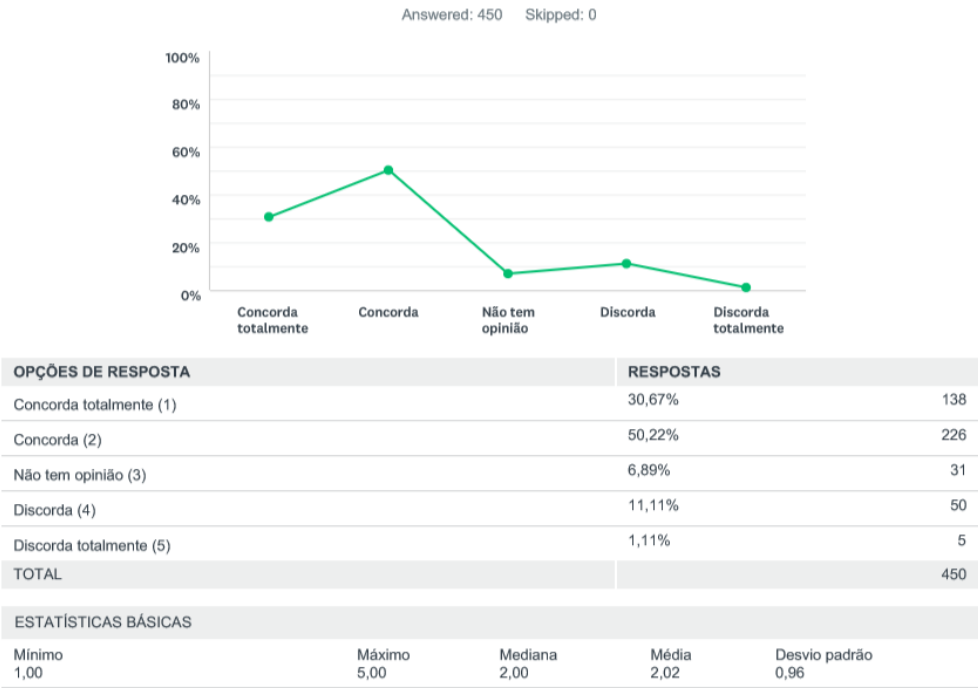 Answered: 450 Skipped: 0
100%
80%
60%
40%
20%
0%
Concorda totalmente
Concorda
Não tem opinião
Discorda
Discorda totalmente
OPÇÕES DE RESPOSTA RESPOSTAS
Concorda totalmente (1) 30,67% 138
Concorda (2) 50,22% 226
Não tem opinião (3) 6,89% 31
Discorda (4) 11,11% 50
Discorda totalmente (5) 1,11% 5
TOTAL 450
ESTATÍSTICAS BÁSICAS
Mínimo Máximo Mediana Média Desvio padrão
1,00 5,00 2,00 2,02 0,96